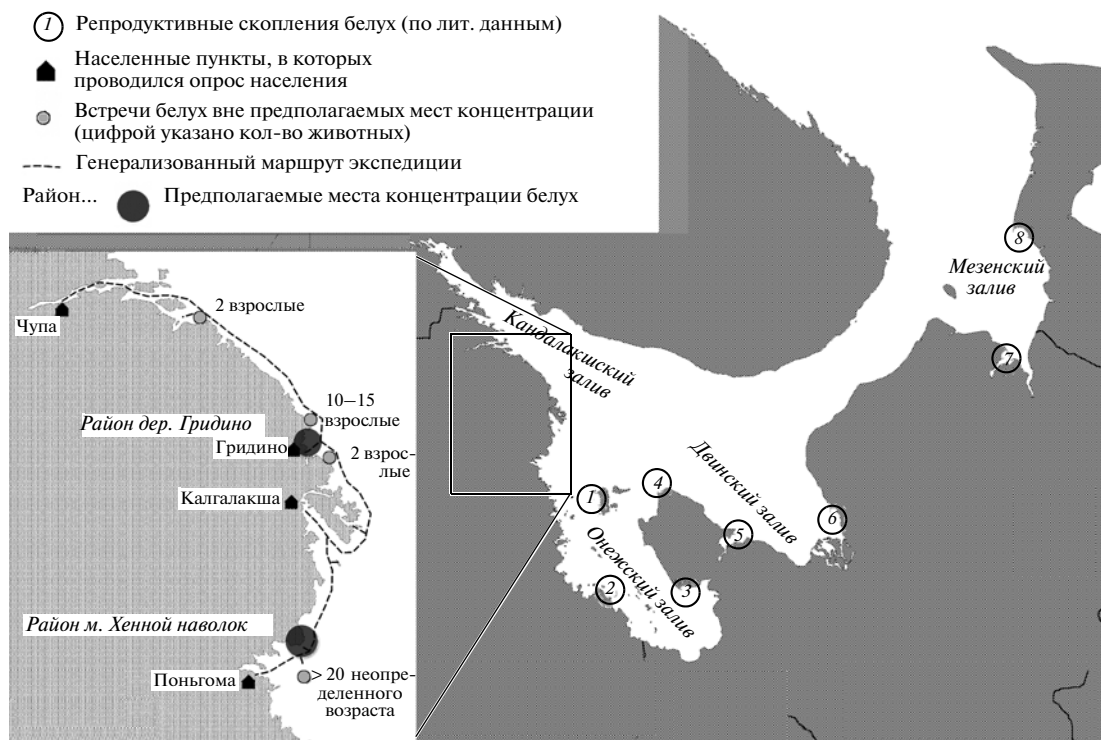 1 Репродуктивные скопления белух (по лит. данным)
Населенные пункты, в которых
проводился опрос населения
Встречи белух вне предполагаемых мест концентрации
(цифрой указано кол-во животных)
Генерализованный маршрут экспедиции
Район... Предполагаемые места концентрации белух
2 взрослые
Чупа
10–15
взрослые
Район дер. Гридино
Гридино
2 взрос-
лые
Калгалакша
Район м. Хенной наволок
Поньгома
> 20 неопре-
деленного
возраста
Кандалакшский
залив
Двинский залив
Онежский залив
Мезенский
залив
1
2
3
4
5
6
7
8